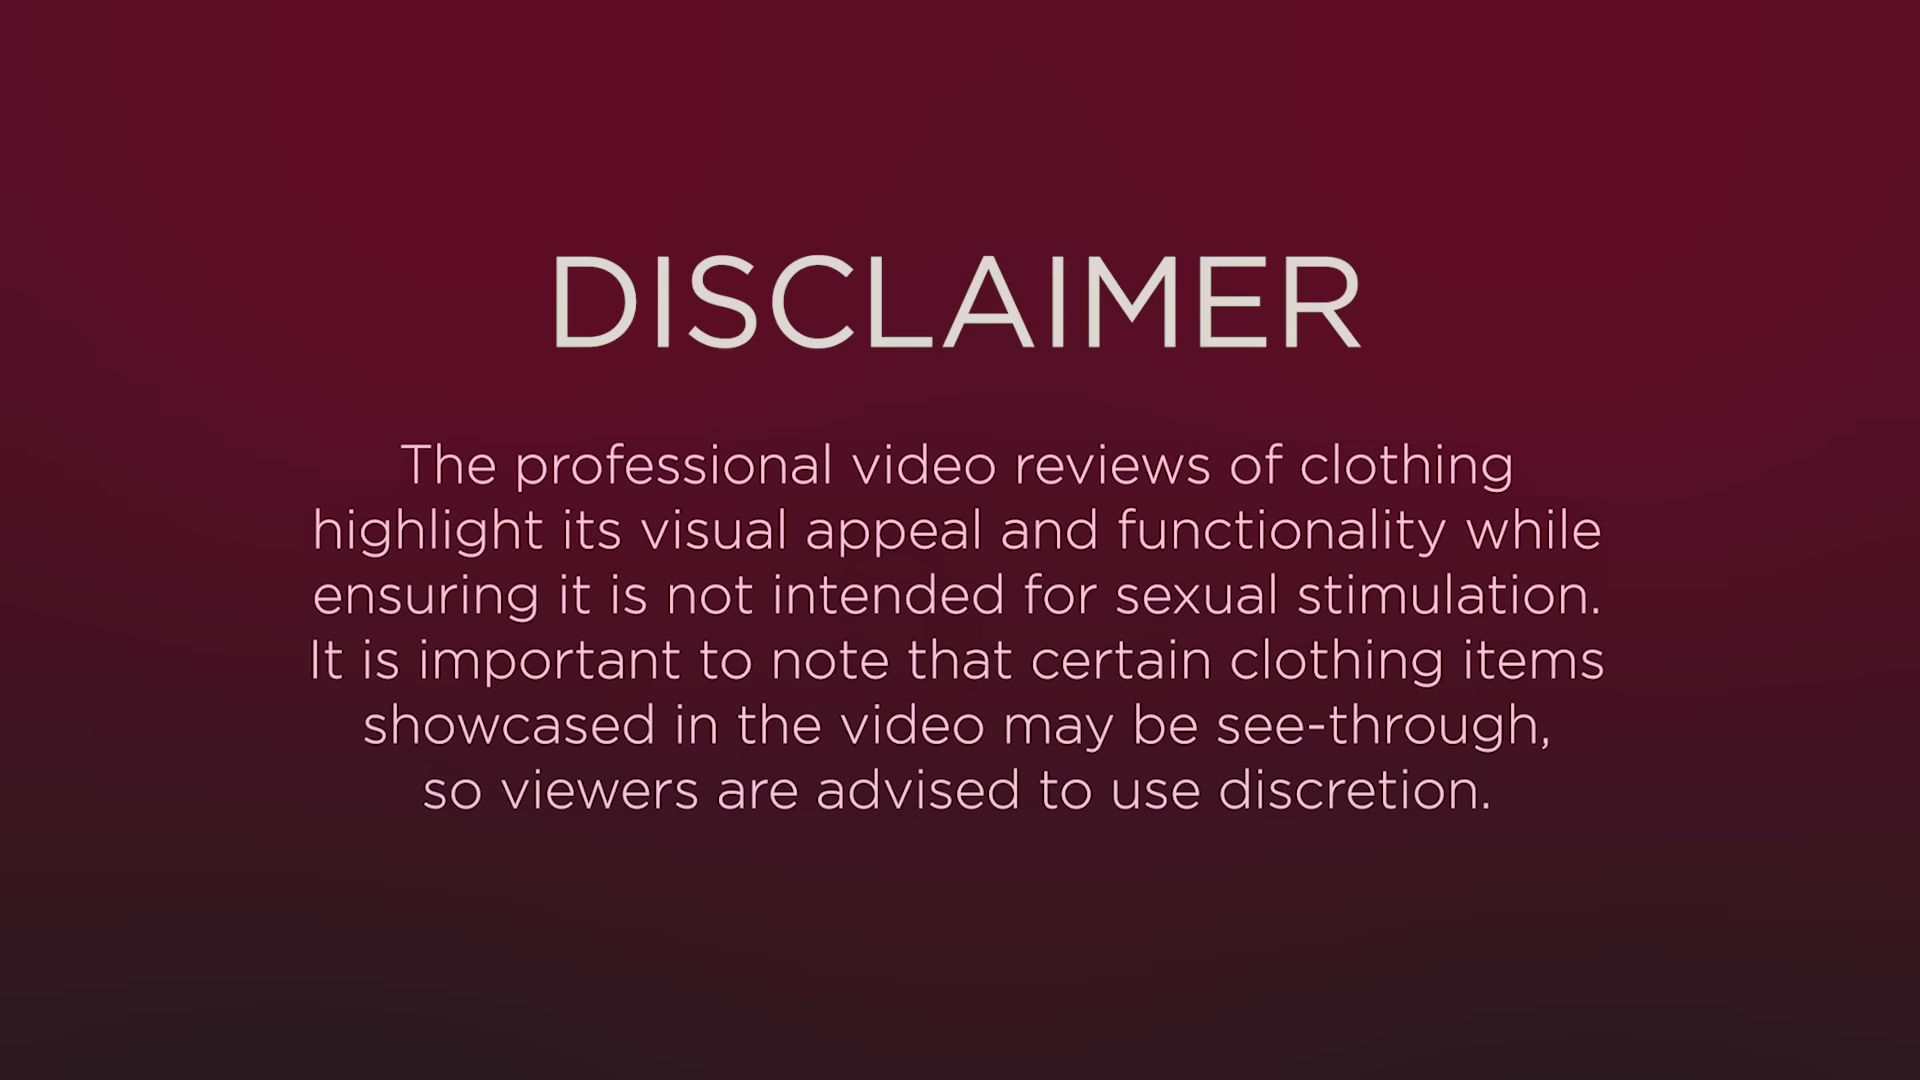 DISCLAIMER
The professional video reviews of clothing
highlight its visual appeal and functionality while
ensuring it is not intended for sexual stimulation.
It is important to note that certain clothing items
showcased in the video may be see-through,
so viewers are advised to use discretion.